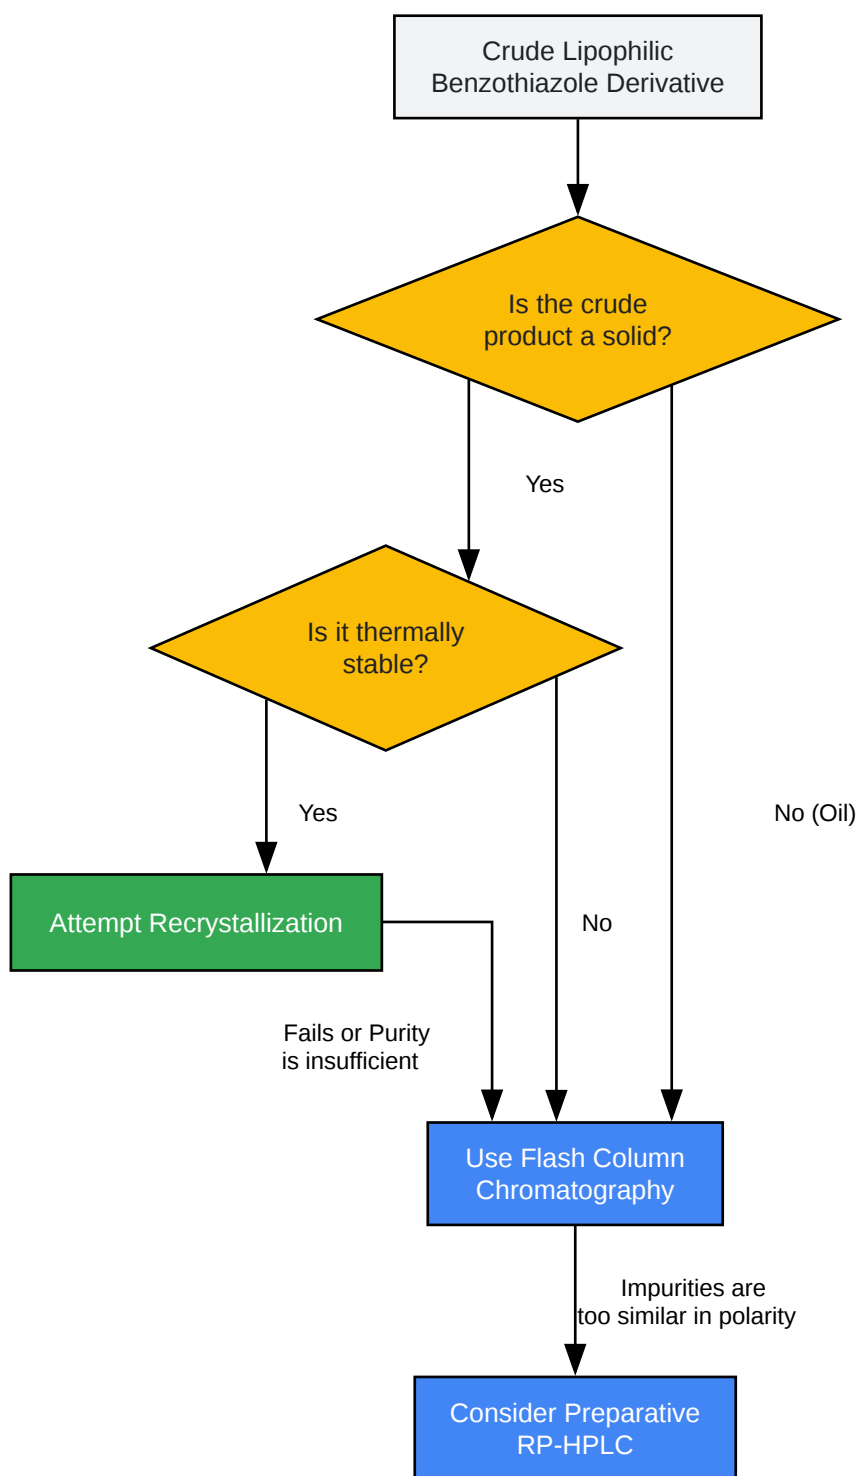 Crude Lipophilic
Benzothiazole Derivative
Is the crude
product a solid?
Yes
Is it thermally
stable?
Yes
No (Oil)
Attempt Recrystallization
No
Fails or Purity
is insufficient
Use Flash Column
Chromatography
Impurities are
too similar in polarity
Consider Preparative
RP-HPLC